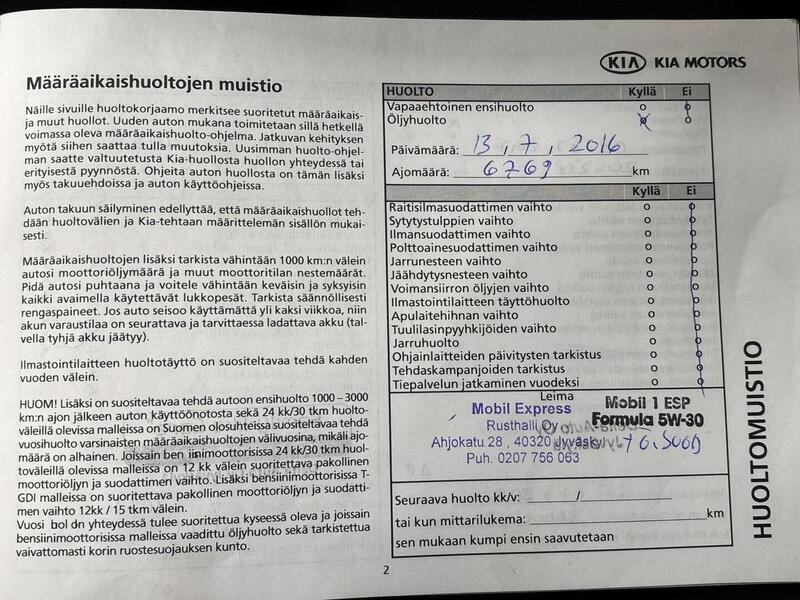 KIA KIA MOTORS
Määräaikaishuoltojen muistio
Näille sivuille huoltokorjaamo merkitsee suoritetut määräaikais-
ja muut huollot. Uuden auton mukana toimitetaan sillä hetkellä
voimassa oleva määräaikaishuolto-ohjelma. Jatkuvan kehityksen
myötä siihen saattaa tulla muutoksia. Uusimman huolto-ohjel-
man saatte valtuutetusta Kia-huollosta huollon yhteydessä tai
erityisestä pyynnöstä. Ohjeita auton huollosta on tämän lisäksi
myös takuuehdoissa ja auton käyttöohjeissa.
Auton takuun säilyminen edellyttää, että määräaikaishuollot teh-
dään huoltovälien ja Kia-tehtaan määrittelemän sisällön mukai-
sesti.
Määräaikaishuoltojen lisäksi tarkista vähintään 1000 km:n välein
autosi moottoriöljymäärä ja muut moottoritilan nestemäärät.
Pidä autosi puhtaana ja voitele vähintään keväisin ja syksyisin
kaikki avaimella käytettävät lukkopesät. Tarkista säännöllisesti
rengaspaineet. Jos auto seisoo käyttämättä yli kaksi viikkoa, niin
akun varaustilaa on seurattava ja tarvittaessa ladattava akku (tal-
vella tyhjä akku jäätyy).
Ilmastointilaitteen huoltotäyttö on suositeltavaa tehdä kahden
vuoden välein.
HUOM! Lisäksi on suositeltavaa tehdä autoon ensihuolto 1000 – 3000
km:n ajon jälkeen auton käyttöönotosta sekä 24 kk/30 tkm huolto-
väleillä olevissa malleissa on Suomen olosuhteissa suositeltavaa tehdä
vuosihuolto varsinaisten määräaikaishuoltojen välivuosina, mikäli ajo-
määrä on alhainen. Joissain bensiinimoottorisissa 24 kk/30 tkm huol-
toväleillä olevissa malleissa on 12 kk välein suoritettava pakollinen
moottoriöljyn ja suodattimen vaihto. Lisäksi bensiinimoottorisissa T-
GDI malleissa on suoritettava pakollinen moottoriöljyn ja suodatti-
men vaihto 12kk / 15 tkm välein.
Vuosi yhteydessä tulee suoritettua kyseessä oleva ja joissain
bensiinimoottorisissa malleissa vaadittu öljyhuolto sekä tarkistettua
vaivattomasti korin ruostesuojauksen kunto.
HUOLTO Kyllä Ei
Vapaaehtoinen ensihuolto o o
Öljyhuolto o o
Päivämäärä: 13 , 7 , 2016
Ajomäärä: 6769 km
Kyllä Ei
Raitisilmasuodattimen vaihto o o
Sytytystulppien vaihto o o
Ilmansuodattimen vaihto o o
Polttoainesuodattimen vaihto o o
Jarrunesteen vaihto o o
Jäähdytysnesteen vaihto o o
Voimansiirron öljyjen vaihto o o
Ilmastointilaitteen täyttöhuolto o o
Apulaitehihnan vaihto o o
Tuulilasinpyyhkijöiden vaihto o o
Jarruhuolto o o
Ohjainlaitteiden päivitysten tarkistus o o
Tehdaskampanjoiden tarkistus o o
Tiepalvelun jatkaminen vuodeksi o o
Leima
Mobil Express
Rusthalli Oy
Ahjokatu 28 , 40320 Jyväskylä
Puh. 0207 756 063
Mobil 1 ESP
Formula 5W-30
Seuraava huolto kk/v: /
tai kun mittarilukema: km
sen mukaan kumpi ensin saavutetaan
HUOLTOMUISTIO
2